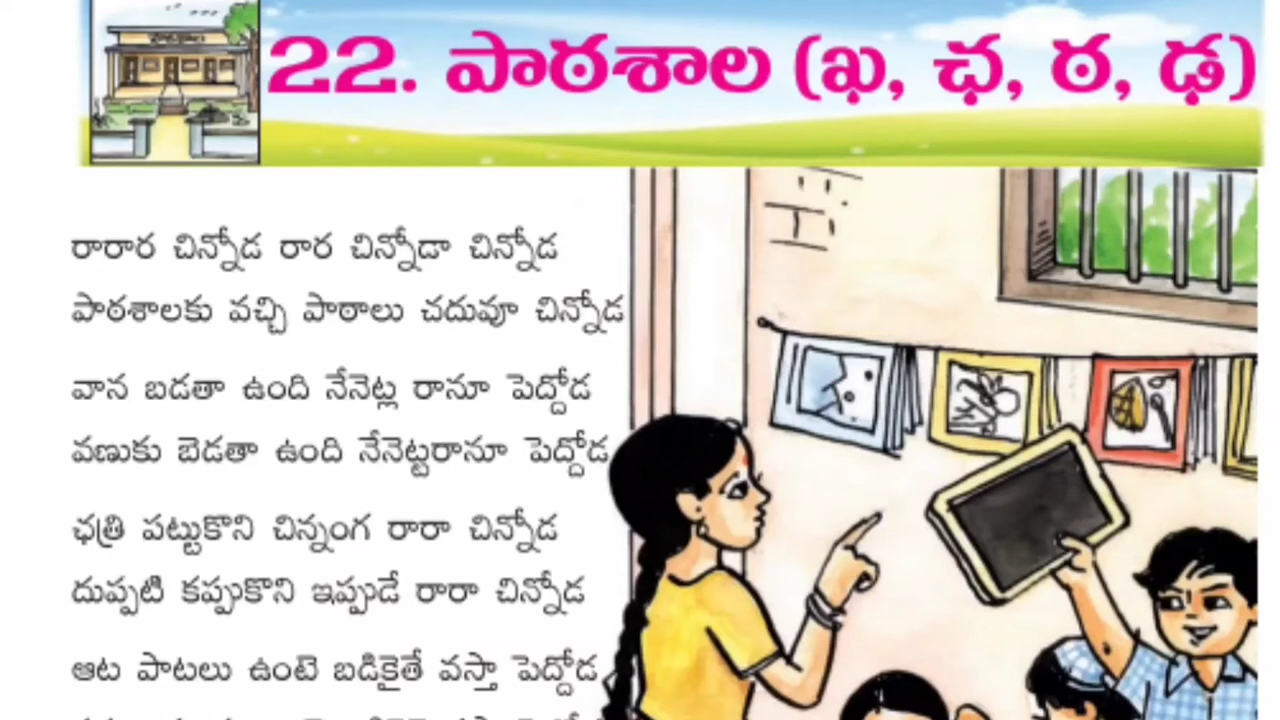 22. పాఠశాల (ఖ, ఛ, ఠ, ఢ)
రారార చిన్నోడ రార చిన్నోడా చిన్నోడ
పాఠశాలకు వచ్చి పాఠాలు చదువూ చిన్నోడ
వాన బడతా ఉంది నేనెట్ల రానూ పెద్దోడ
వణుకు బెడతా ఉంది నేనెట్టరానూ పెద్దోడ
ఛత్రి పట్టుకొని చిన్నంగ రారా చిన్నోడ
దుప్పటి కప్పుకొని ఇప్పుడే రారా చిన్నోడ
ఆట పాటలు ఉంటె బడికైతే వస్తా పెద్దోడ